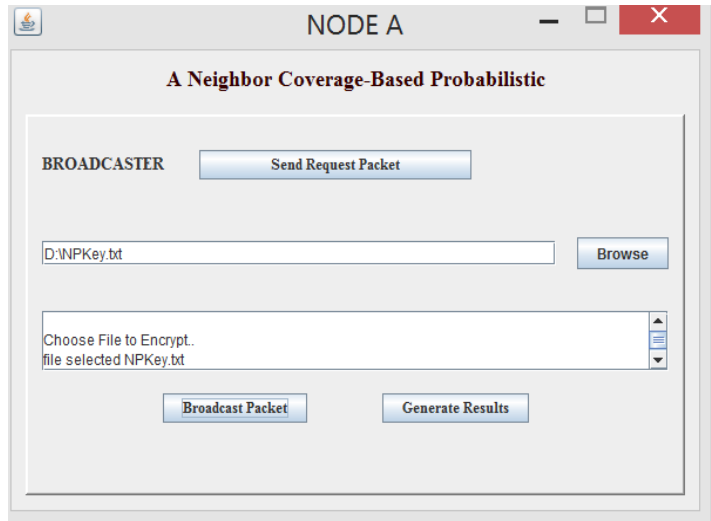 NODE A
A Neighbor Coverage-Based Probabilistic
BROADCASTER
Send Request Packet
D:\NPKey.txt
Browse
Choose File to Encrypt..
file selected NPKey.txt
Broadcast Packet
Generate Results